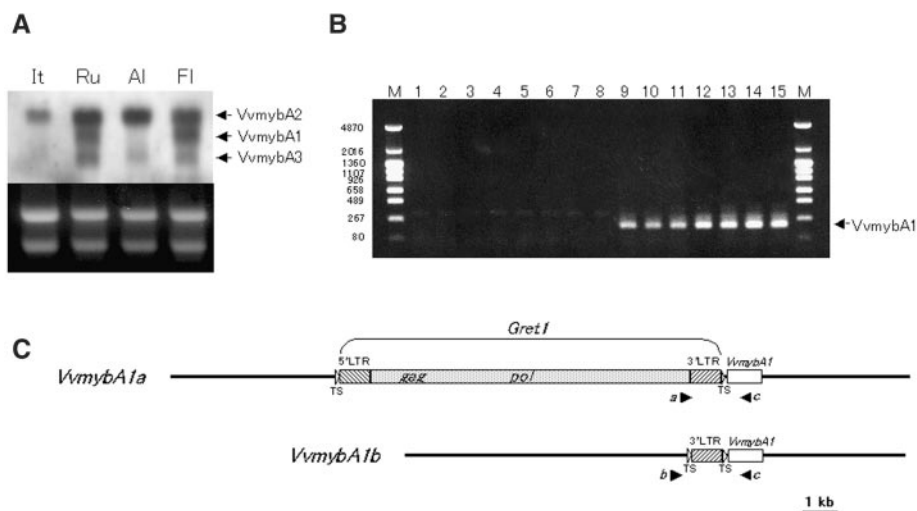 A
It Ru Al Fl
VvmybA2
VvmybA1
VvmybA3
B
M 1 2 3 4 5 6 7 8 9 10 11 12 13 14 15 M
4870
2016
1360
1107
926
658
489
267
80
VvmybA1
C
Gret1
5'LTR 3'LTR VvmybA1
VvmybA1a
gag pol
TS TS
a c
3'LTR VvmybA1
VvmybA1b
TS TS
b c
1 kb